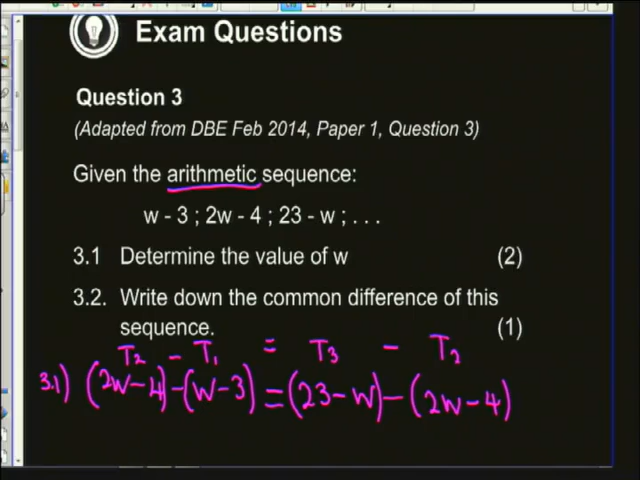 Exam Questions
Question 3
(Adapted from DBE Feb 2014, Paper 1, Question 3)
Given the arithmetic sequence:
w - 3 ; 2w - 4 ; 23 - w ; . . .
3.1 Determine the value of w (2)
3.2. Write down the common difference of this
sequence. (1)
T₂ - T₁ = T₃ - T₂
3.1) (2w-4)-(w-3)=(23-w)-(2w-4)